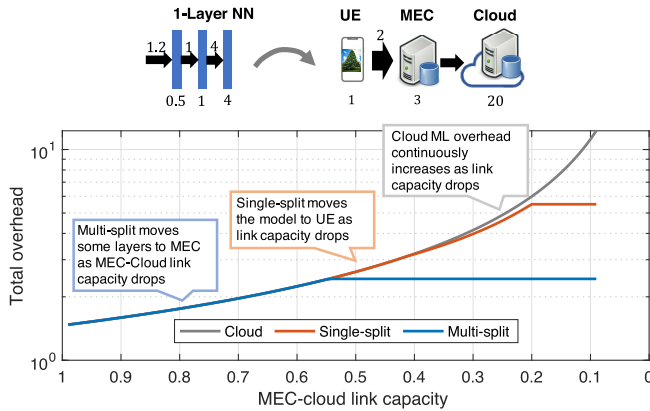 1-Layer NN
UE
MEC
Cloud
1.2
1
4
2
0.5
1
4
1
3
20
10^1
10^0
Total overhead
Cloud ML overhead
continuously
increases as link
capacity drops
Single-split moves
the model to UE as
link capacity drops
Multi-split moves
some layers to MEC
as MEC-Cloud link
capacity drops
Cloud
Single-split
Multi-split
1
0.9
0.8
0.7
0.6
0.5
0.4
0.3
0.2
0.1
0
MEC-cloud link capacity